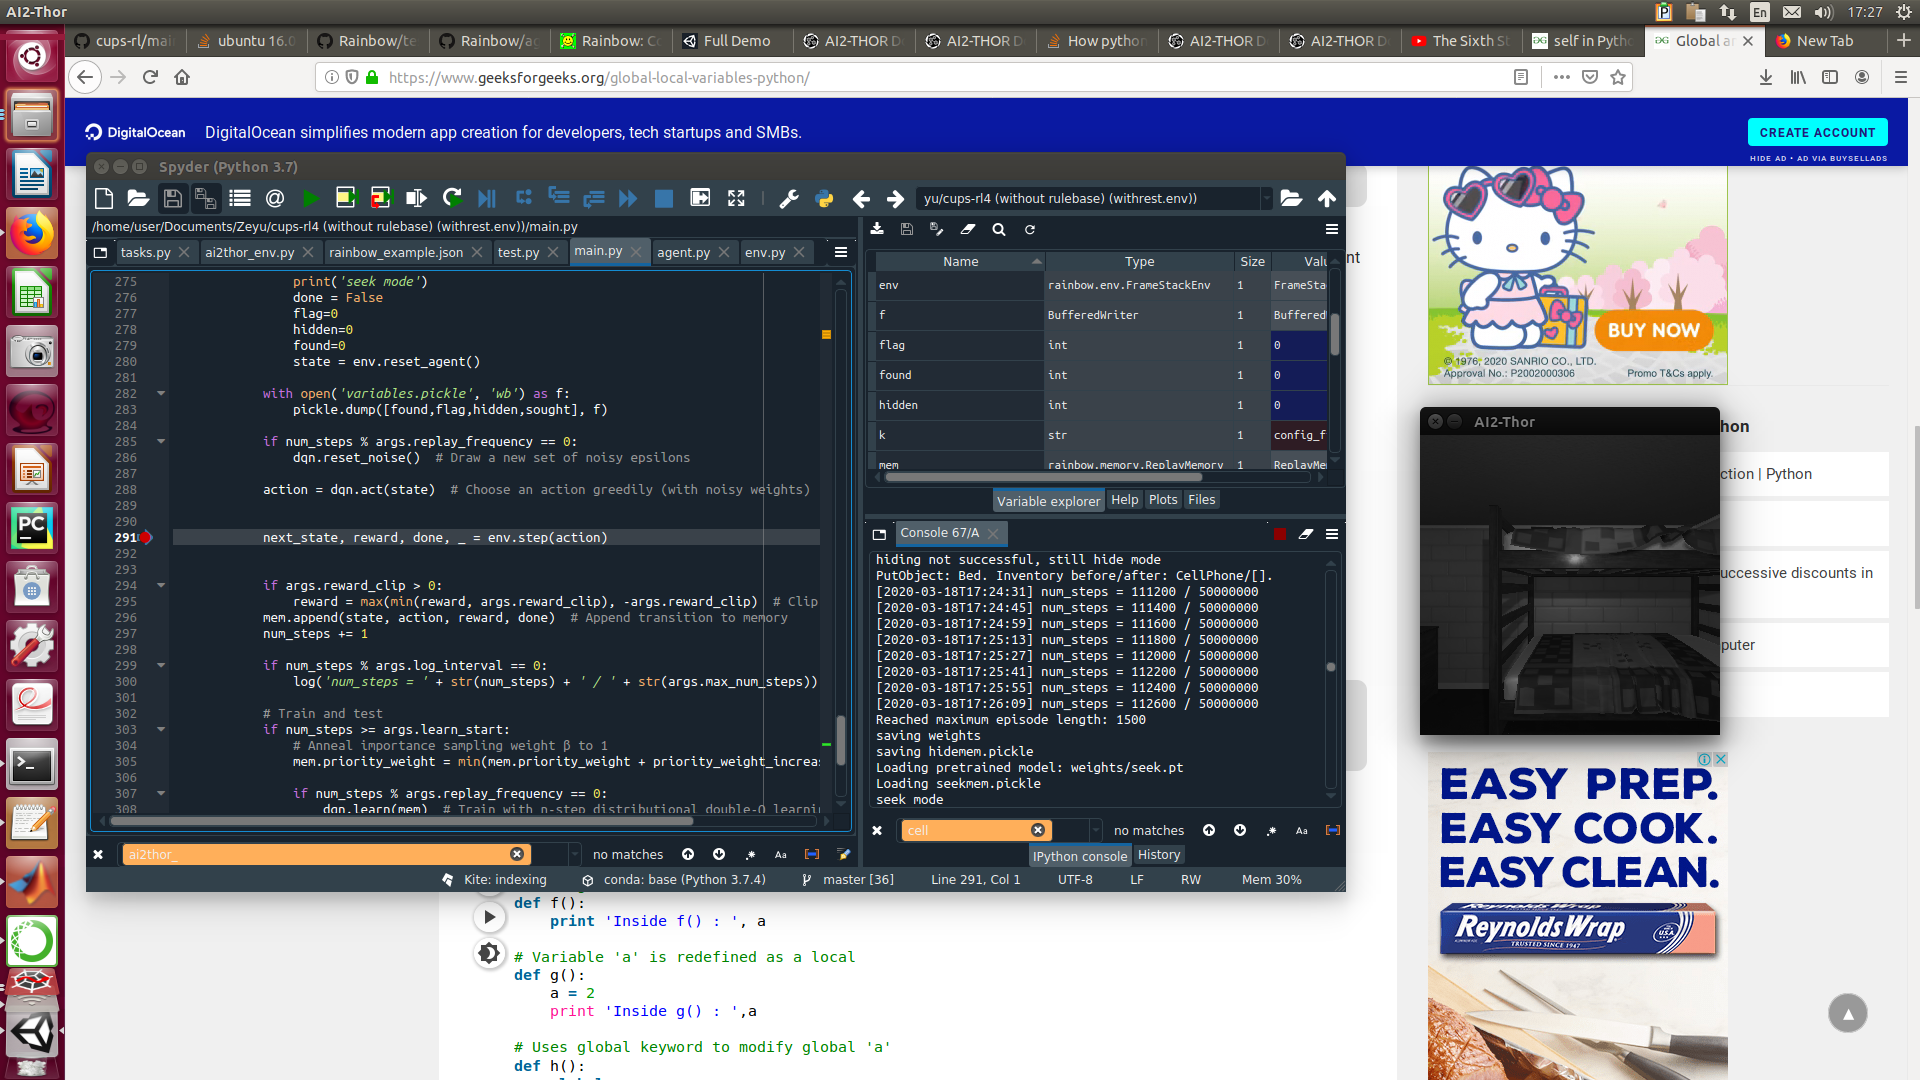 AI2-Thor
En
17:27
cups-rl/mai
ubuntu 16.0
Rainbow/te
Rainbow/ag
Rainbow: Co
Full Demo
AI2-THOR D
AI2-THOR D
How python
AI2-THOR D
AI2-THOR Do
The Sixth S
self in Pytho
Global an
New Tab
https://www.geeksforgeeks.org/global-local-variables-python/
DigitalOcean
DigitalOcean simplifies modern app creation for developers, tech startups and SMBs.
CREATE ACCOUNT
HIDE AD • AD VIA BUYSELLADS
Spyder (Python 3.7)
yu/cups-rl4 (without rulebase) (withrest.env))
/home/user/Documents/Zeyu/cups-rl4 (without rulebase) (withrest.env))/main.py
tasks.py
ai2thor_env.py
rainbow_example.json
test.py
main.py
agent.py
env.py
275 print('seek mode')
276 done = False
277 flag=0
278 hidden=0
279 found=0
280 state = env.reset_agent()
281
282 with open('variables.pickle', 'wb') as f:
283 pickle.dump([found,flag,hidden,sought], f)
284
285 if num_steps % args.replay_frequency == 0:
286 dqn.reset_noise()  # Draw a new set of noisy epsilons
287
288 action = dqn.act(state)  # Choose an action greedily (with noisy weights)
289
290
291 next_state, reward, done, _ = env.step(action)
292
293
294 if args.reward_clip > 0:
295 reward = max(min(reward, args.reward_clip), -args.reward_clip)  # Clip
296 mem.append(state, action, reward, done)  # Append transition to memory
297 num_steps += 1
298
299 if num_steps % args.log_interval == 0:
300 log('num_steps = ' + str(num_steps) + ' / ' + str(args.max_num_steps))
301
302 # Train and test
303 if num_steps >= args.learn_start:
304 # Anneal importance sampling weight β to 1
305 mem.priority_weight = min(mem.priority_weight + priority_weight_increas
306
307 if num_steps % args.replay_frequency == 0:
308 dqn.learn(mem)  # Train with n-step distributional double-Q learnin
ai2thor_
no matches
Aa
Name Type Size Valu
env rainbow.env.FrameStackEnv 1 FrameSta
f BufferedWriter 1 Buffered
flag int 1 0
found int 1 0
hidden int 1 0
k str 1 config_f
mem rainbow.memory.ReplayMemory 1 ReplayMe
Variable explorer
Help
Plots
Files
Console 67/A
hiding not successful, still hide mode
PutObject: Bed. Inventory before/after: CellPhone/[].
[2020-03-18T17:24:31] num_steps = 111200 / 50000000
[2020-03-18T17:24:45] num_steps = 111400 / 50000000
[2020-03-18T17:24:59] num_steps = 111600 / 50000000
[2020-03-18T17:25:13] num_steps = 111800 / 50000000
[2020-03-18T17:25:27] num_steps = 112000 / 50000000
[2020-03-18T17:25:41] num_steps = 112200 / 50000000
[2020-03-18T17:25:55] num_steps = 112400 / 50000000
[2020-03-18T17:26:09] num_steps = 112600 / 50000000
Reached maximum episode length: 1500
saving weights
saving hidemem.pickle
Loading pretrained model: weights/seek.pt
Loading seekmem.pickle
seek mode
cell
no matches
Aa
IPython console
History
Kite: indexing
conda: base (Python 3.7.4)
master [36]
Line 291, Col 1
UTF-8
LF
RW
Mem 30%
def f():
print 'Inside f() : ', a
# Variable 'a' is redefined as a local
def g():
a = 2
print 'Inside g() : ',a
# Uses global keyword to modify global 'a'
def h():
nt
BUY NOW
© 1976, 2020 SANRIO CO., LTD.
Approval No.: P2002000306
Promo T&Cs apply.
AI2-Thor
hon
ction | Python
uccessive discounts in
puter
EASY PREP.
EASY COOK.
EASY CLEAN.
Reynolds Wrap
TRUSTED SINCE 1947